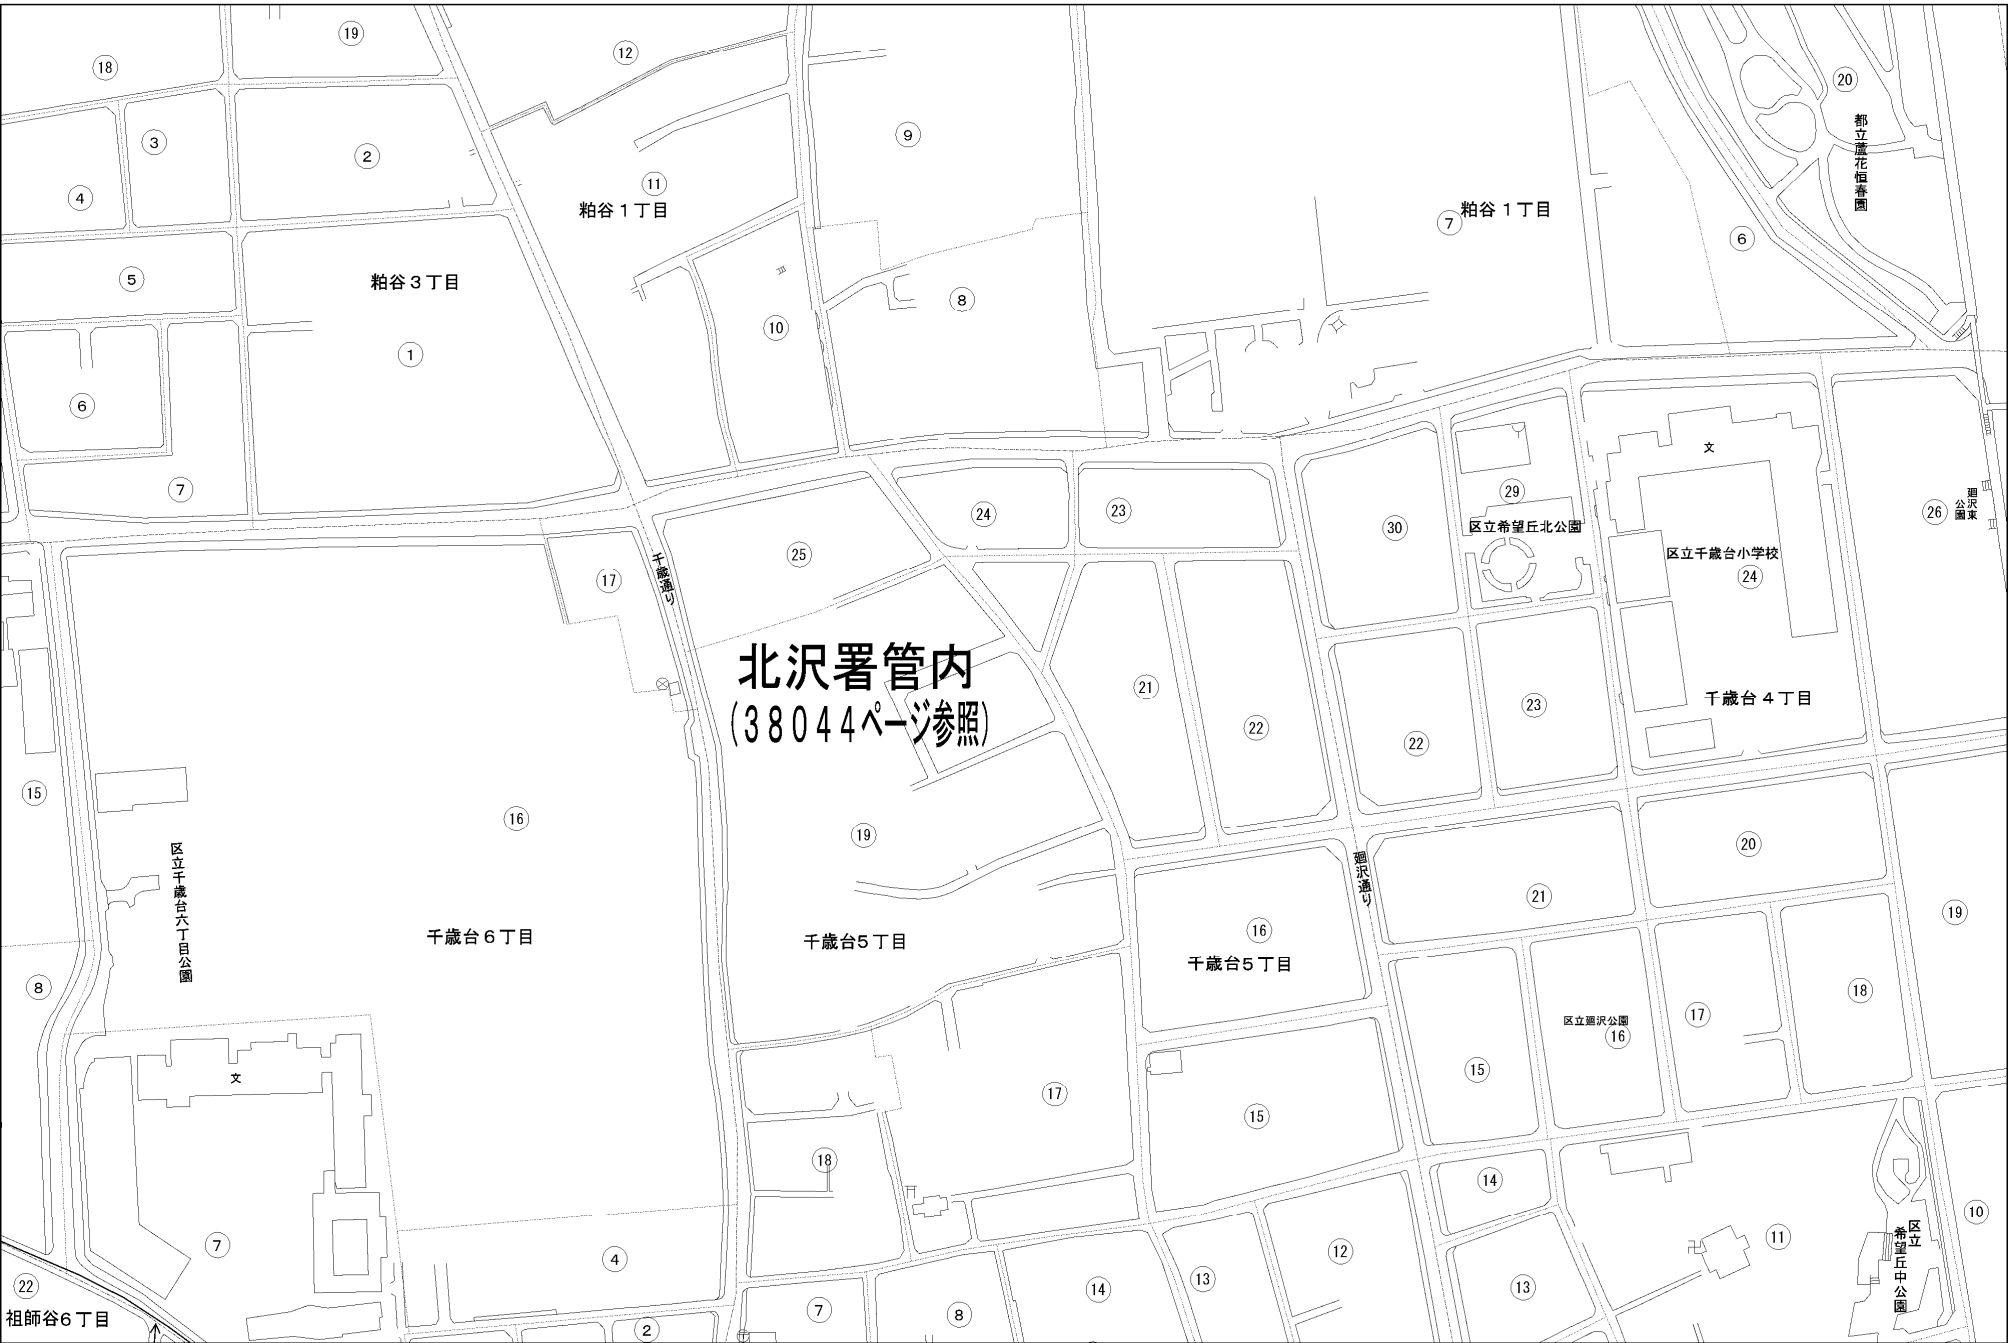 19
18
12
20
3
9
2
都立蘆花恒春園
4
11
粕谷1丁目
粕谷1丁目
7
6
5
粕谷3丁目
8
10
1
6
文
7
29
廻沢東公園
24
23
26
30
区立希望丘北公園
25
区立千歳台小学校
24
17
千歳通り
北沢署管内
(38044ページ参照)
21
千歳台4丁目
23
22
22
15
16
19
20
区立千歳台六丁目公園
廻沢通り
21
19
16
千歳台6丁目
千歳台5丁目
千歳台5丁目
8
18
17
区立廻沢公園
16
15
文
17
15
18
14
10
区立
希望丘中公園
11
7
12
4
13
22
14
13
祖師谷6丁目
7
8
2